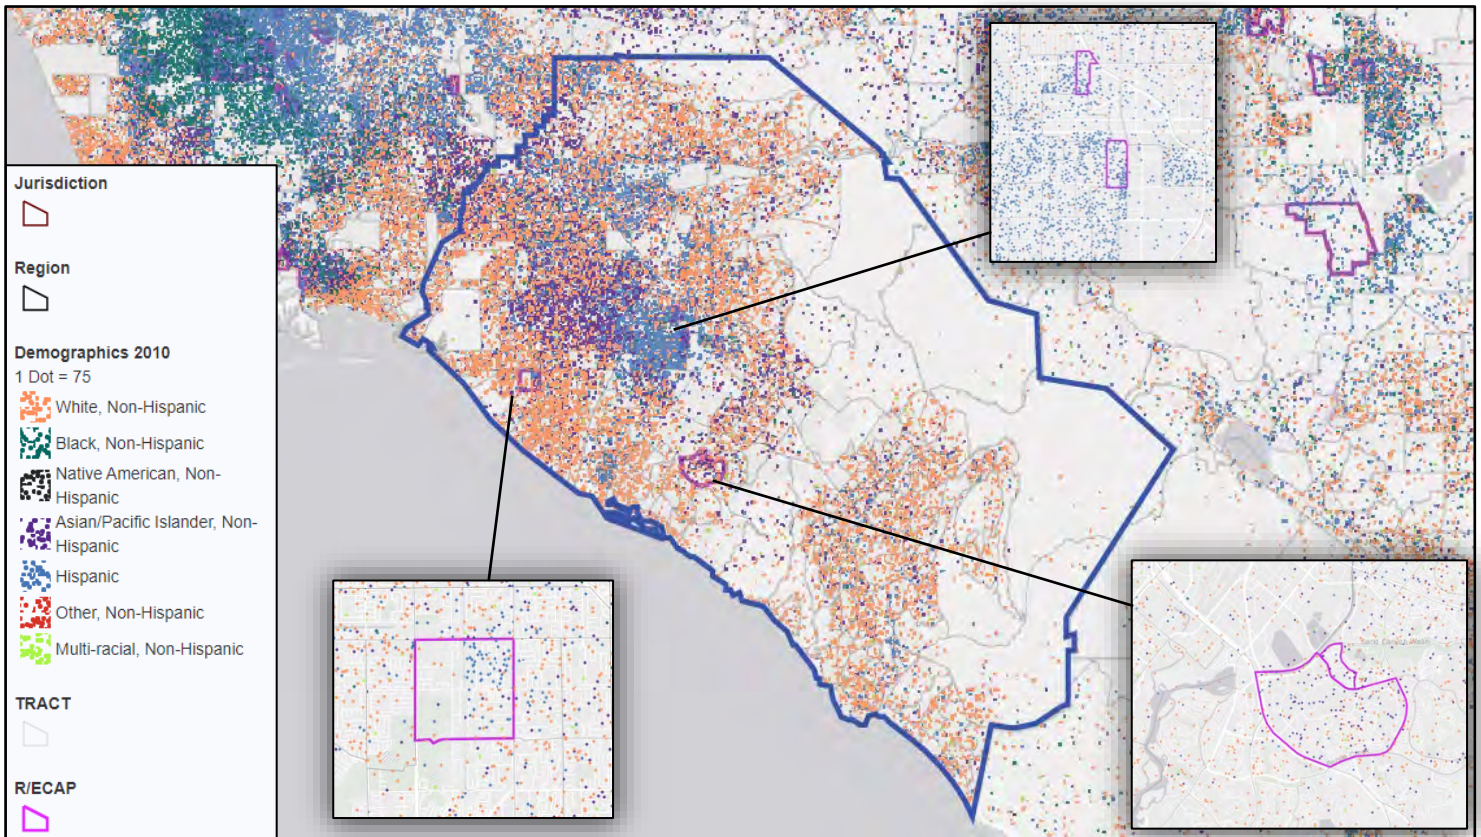 Jurisdiction
Region
Demographics 2010
1 Dot = 75
White, Non-Hispanic
Black, Non-Hispanic
Native American, Non-
Hispanic
Asian/Pacific Islander, Non-
Hispanic
Hispanic
Other, Non-Hispanic
Multi-racial, Non-Hispanic
TRACT
R/ECAP